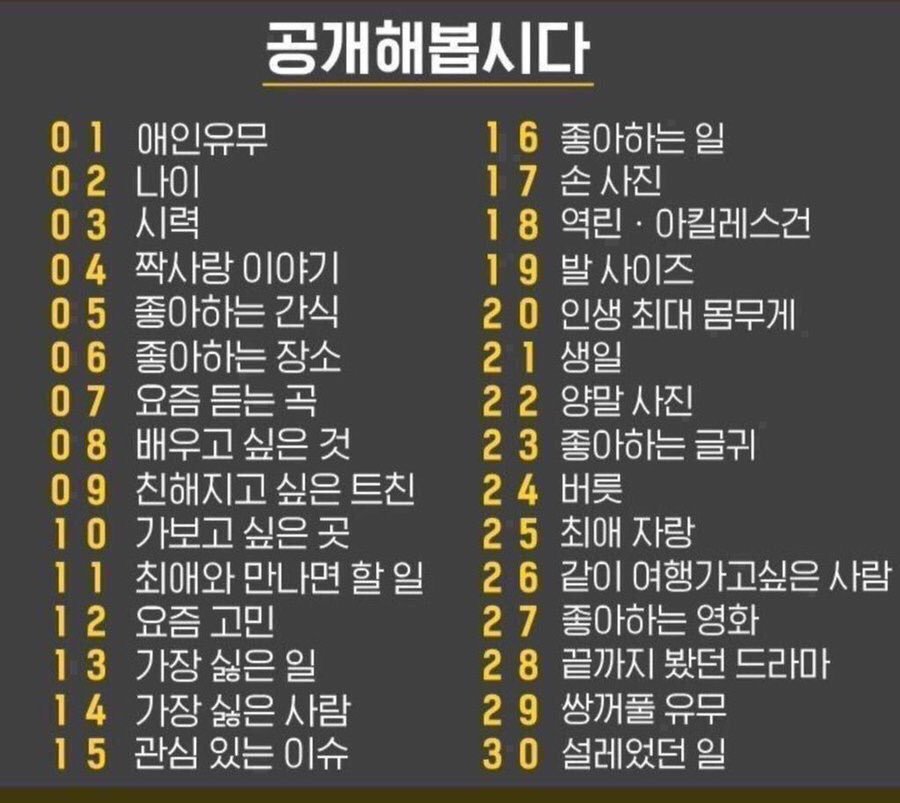 공개해봅시다
01 애인유무
02 나이
03 시력
04 짝사랑 이야기
05 좋아하는 간식
06 좋아하는 장소
07 요즘 듣는 곡
08 배우고 싶은 것
09 친해지고 싶은 트친
10 가보고 싶은 곳
11 최애와 만나면 할 일
12 요즘 고민
13 가장 싫은 일
14 가장 싫은 사람
15 관심 있는 이슈
16 좋아하는 일
17 손 사진
18 역린 · 아킬레스건
19 발 사이즈
20 인생 최대 몸무게
21 생일
22 양말 사진
23 좋아하는 글귀
24 버릇
25 최애 자랑
26 같이 여행가고싶은 사람
27 좋아하는 영화
28 끝까지 봤던 드라마
29 쌍꺼풀 유무
30 설레었던 일